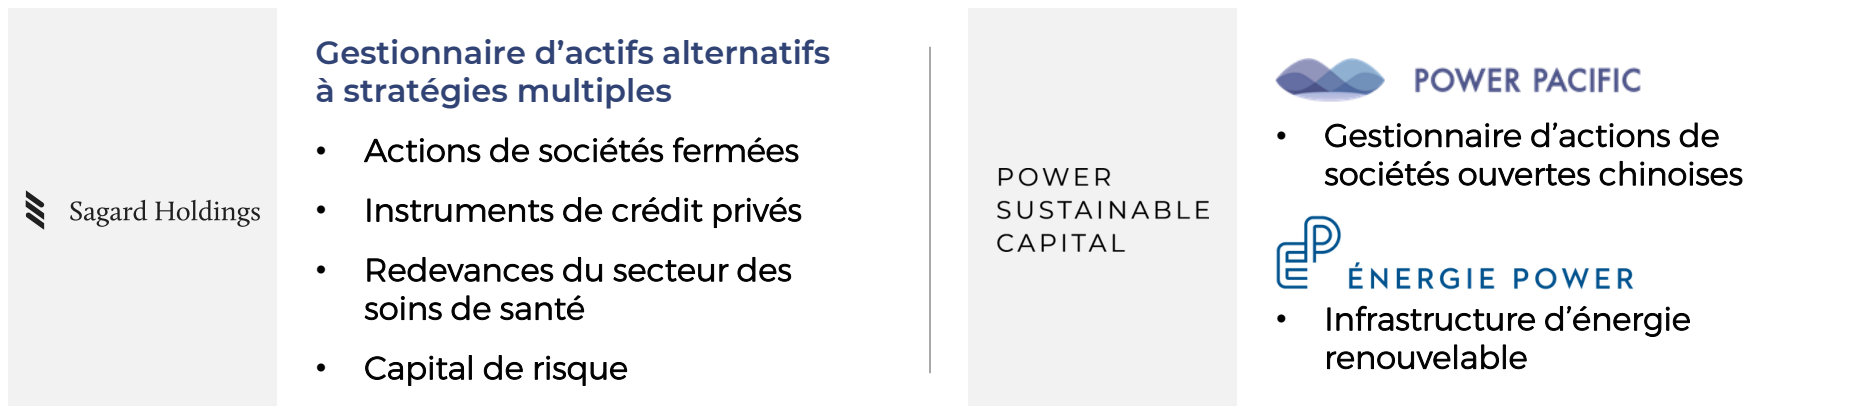 Sagard Holdings
Gestionnaire d’actifs alternatifs
à stratégies multiples
• Actions de sociétés fermées
• Instruments de crédit privés
• Redevances du secteur des
soins de santé
• Capital de risque
POWER
SUSTAINABLE
CAPITAL
POWER PACIFIC
• Gestionnaire d’actions de
sociétés ouvertes chinoises
EP
ÉNERGIE POWER
• Infrastructure d’énergie
renouvelable